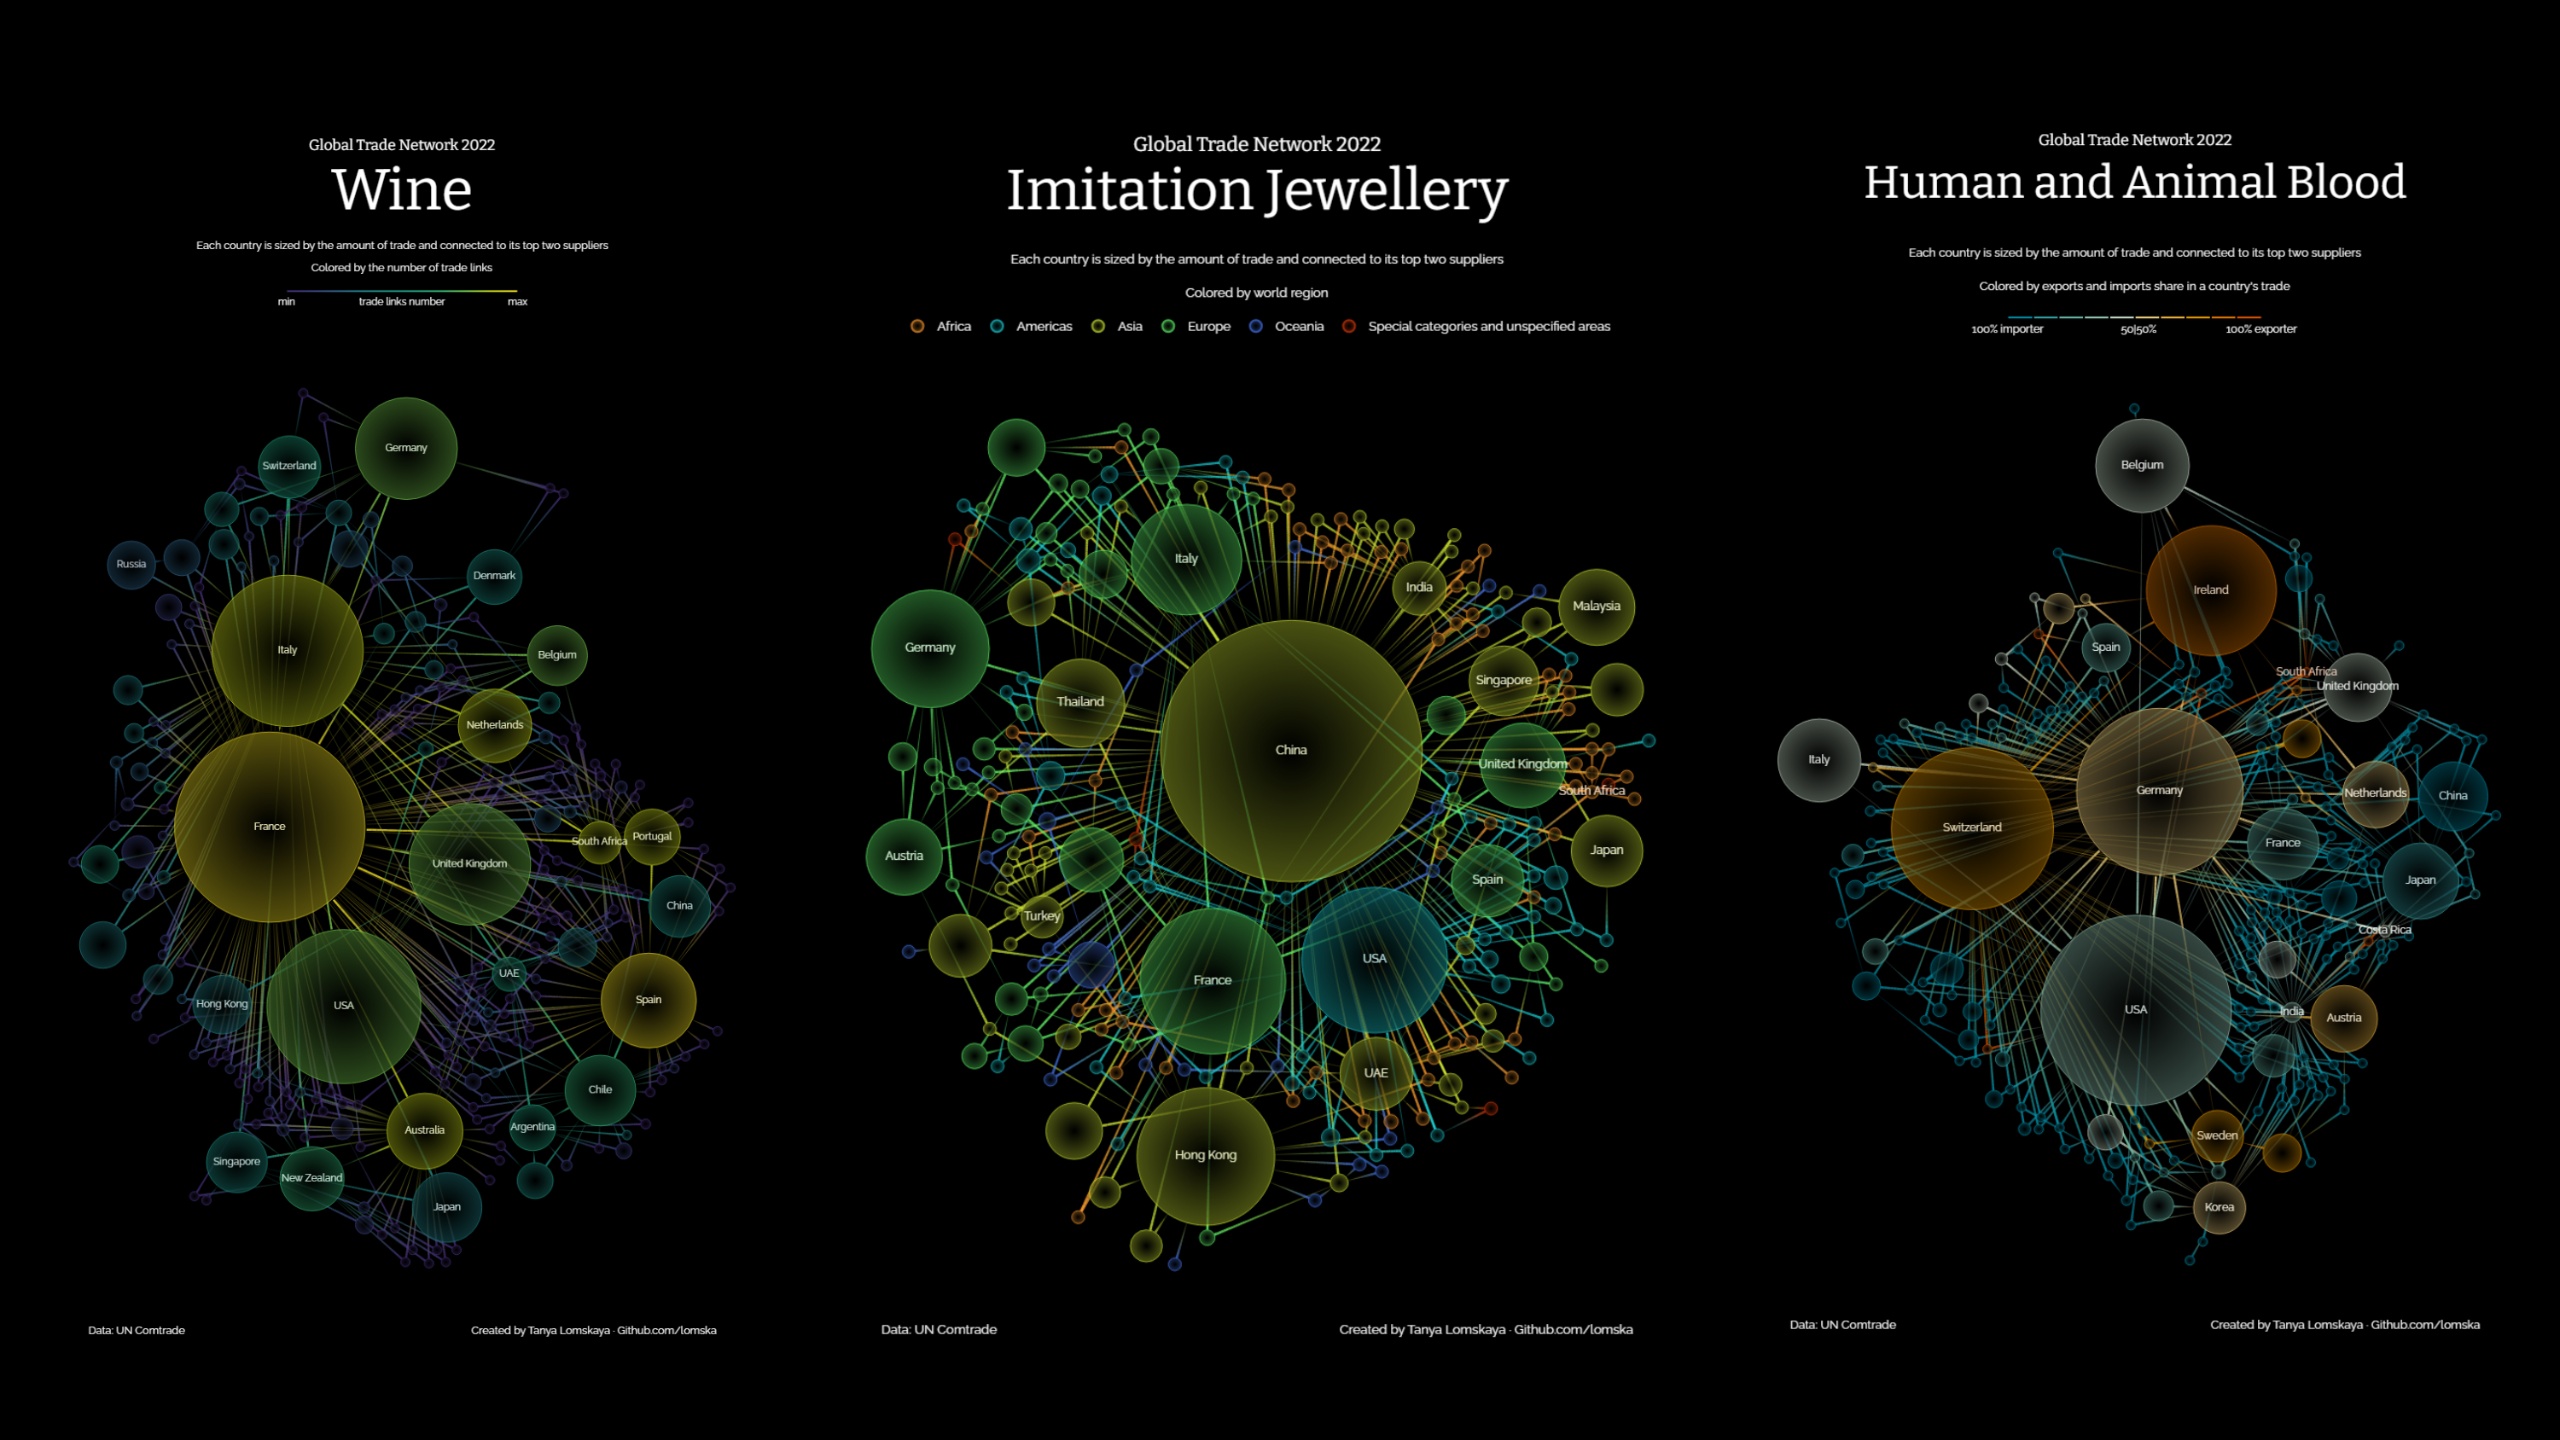 Global Trade Network 2022
Wine
Each country is sized by the amount of trade and connected to its top two suppliers
Colored by the number of trade links
min trade links number max
Germany
Switzerland
Russia
Denmark
Italy
Belgium
Netherlands
France
South Africa
Portugal
United Kingdom
China
UAE
Hong Kong
USA
Spain
Chile
Argentina
Australia
Singapore
New Zealand
Japan
Data: UN Comtrade
Created by Tanya Lomskaya · Github.com/lomska
Global Trade Network 2022
Imitation Jewellery
Each country is sized by the amount of trade and connected to its top two suppliers
Colored by world region
Africa Americas Asia Europe Oceania Special categories and unspecified areas
Italy
India
Malaysia
Germany
Singapore
Thailand
China
United Kingdom
South Africa
Austria
Japan
Spain
Turkey
USA
France
UAE
Hong Kong
Data: UN Comtrade
Created by Tanya Lomskaya · Github.com/lomska
Global Trade Network 2022
Human and Animal Blood
Each country is sized by the amount of trade and connected to its top two suppliers
Colored by exports and imports share in a country's trade
100% importer 50|50% 100% exporter
Belgium
Ireland
Spain
South Africa
United Kingdom
Italy
Germany
Netherlands
China
Switzerland
France
Japan
Costa Rica
USA
India
Austria
Sweden
Korea
Data: UN Comtrade
Created by Tanya Lomskaya · Github.com/lomska